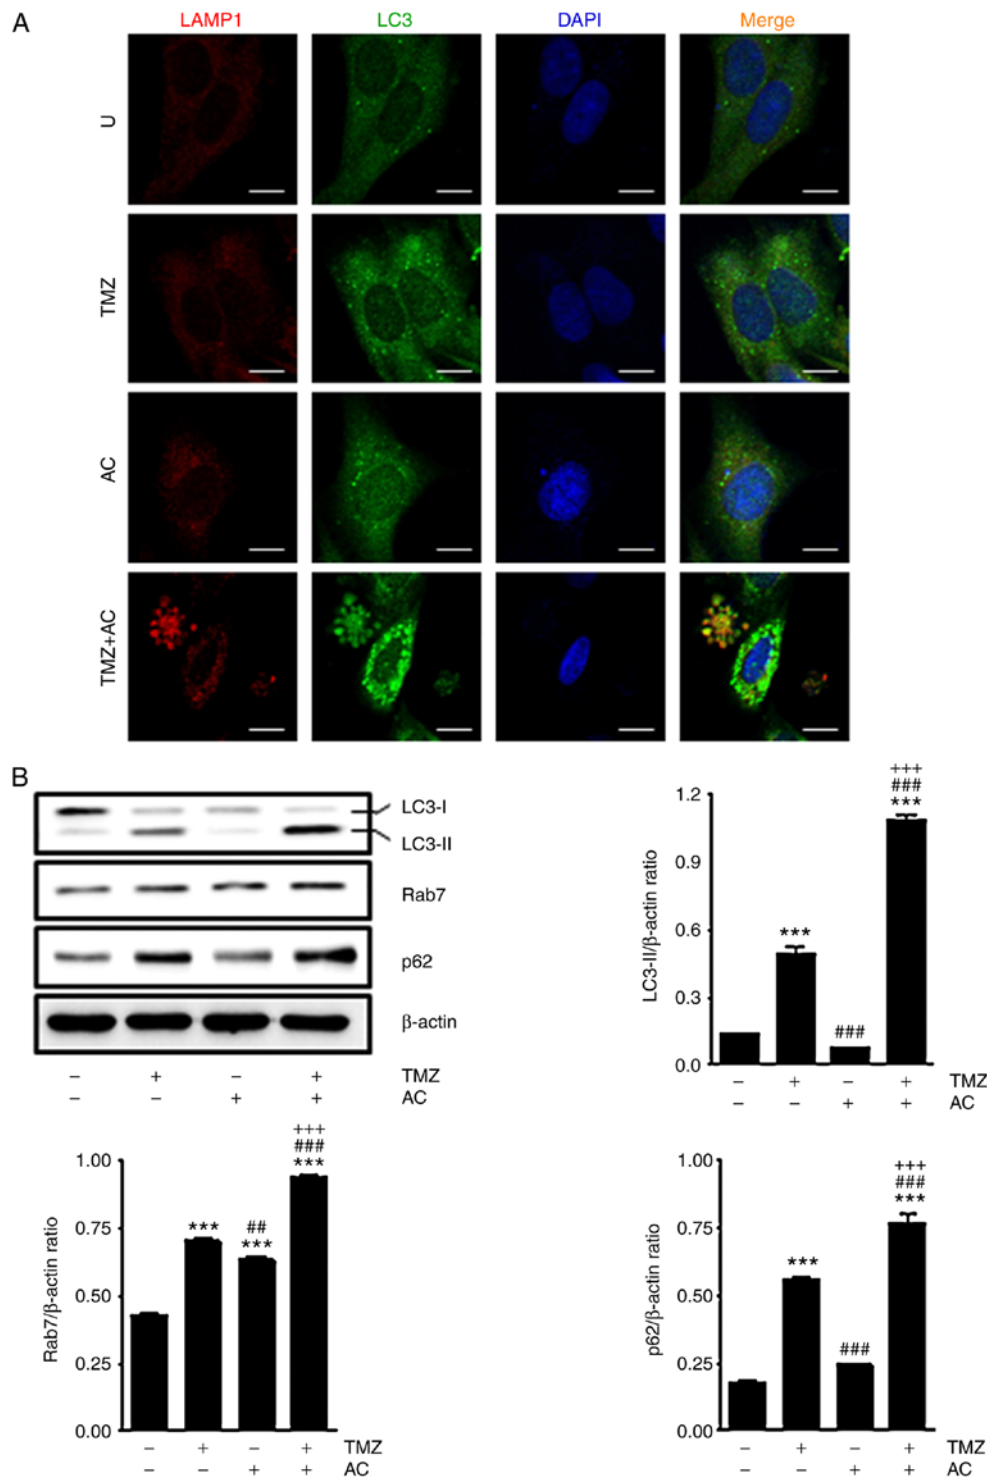 A
LAMP1 LC3 DAPI Merge
U
TMZ
AC
TMZ+AC
B
LC3-I
LC3-II
Rab7
p62
β-actin
– + – + TMZ
– – + + AC
LC3-II/β-actin ratio
1.2
0.9
0.6
0.3
0.0
***
###
+++
###
***
– + – + TMZ
– – + + AC
Rab7/β-actin ratio
1.00
0.75
0.50
0.25
0.00
***
##
***
+++
###
***
– + – + TMZ
– – + + AC
p62/β-actin ratio
1.00
0.75
0.50
0.25
0.00
***
###
+++
###
***
– + – + TMZ
– – + + AC